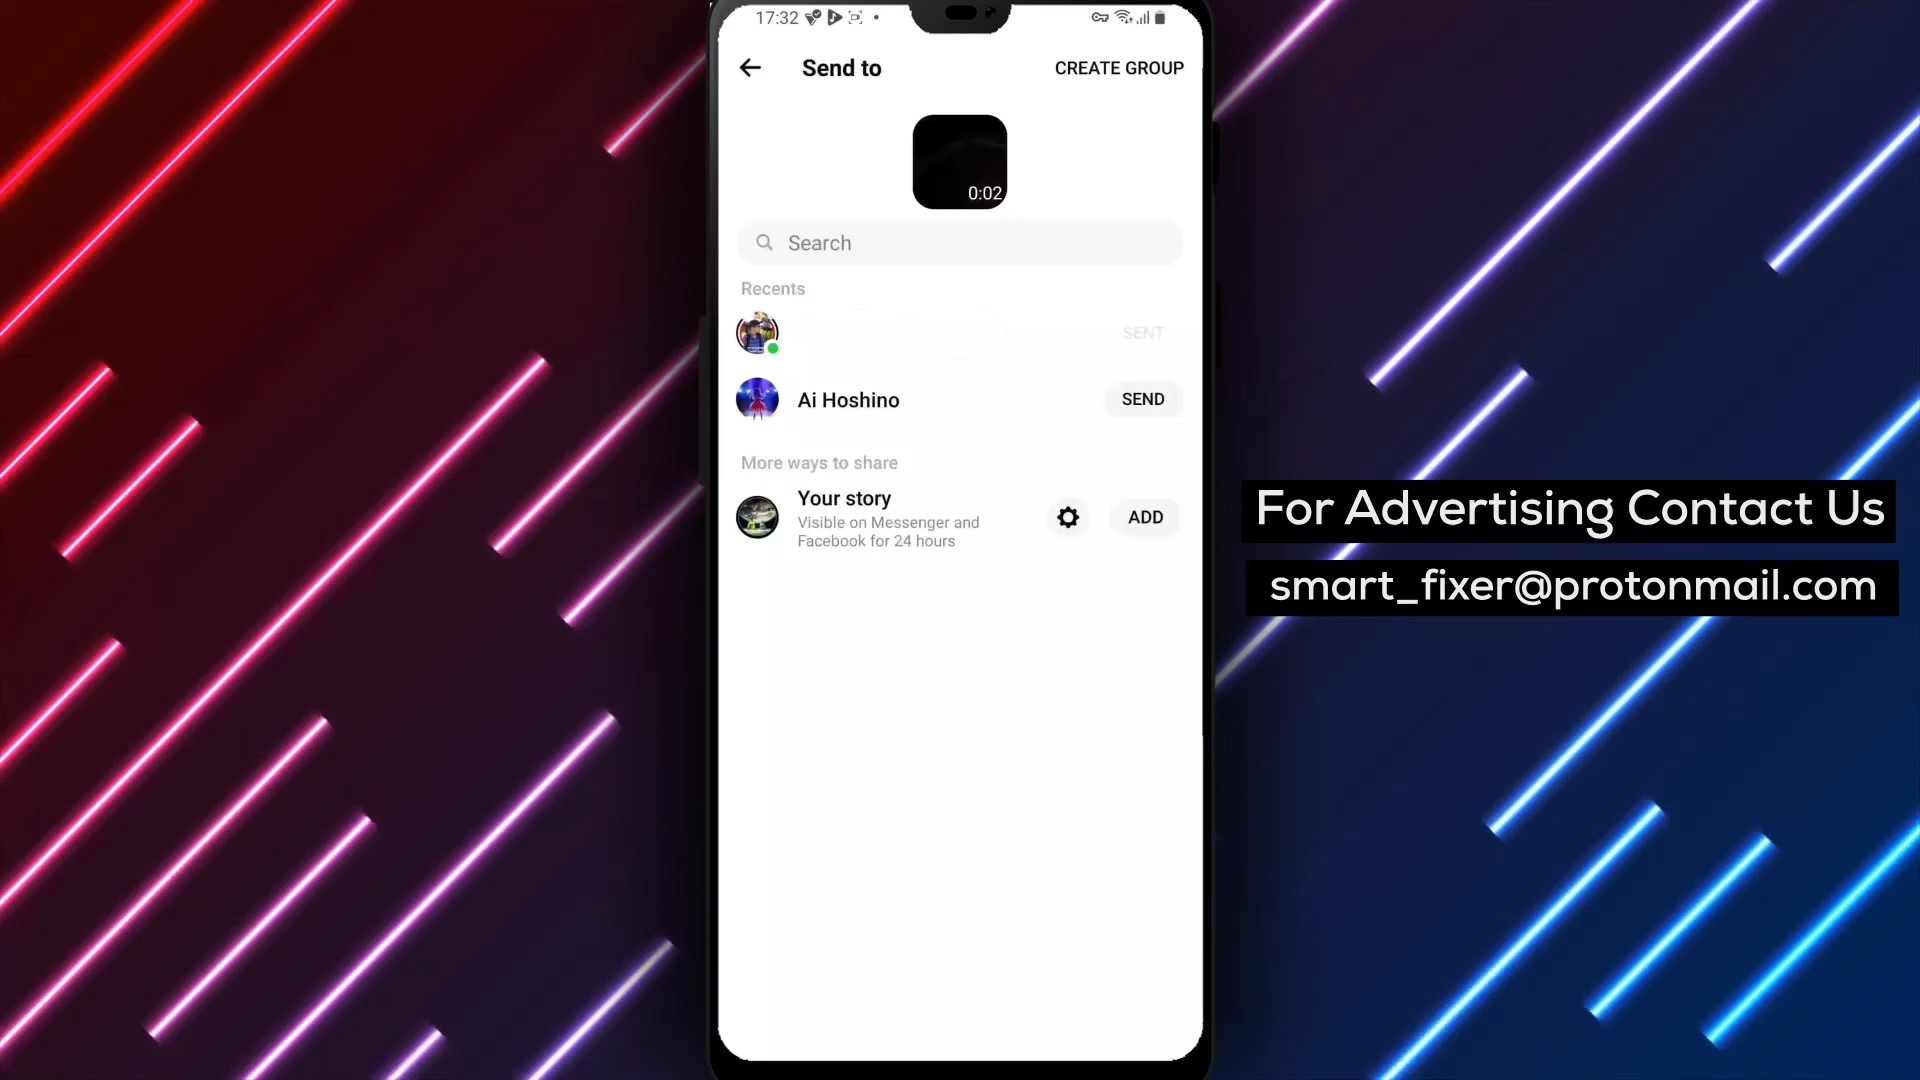 17:32
Send to
CREATE GROUP
0:02
Search
Recents
SENT
Ai Hoshino
SEND
More ways to share
Your story
Visible on Messenger and
Facebook for 24 hours
ADD
For Advertising Contact Us
smart_fixer@protonmail.com